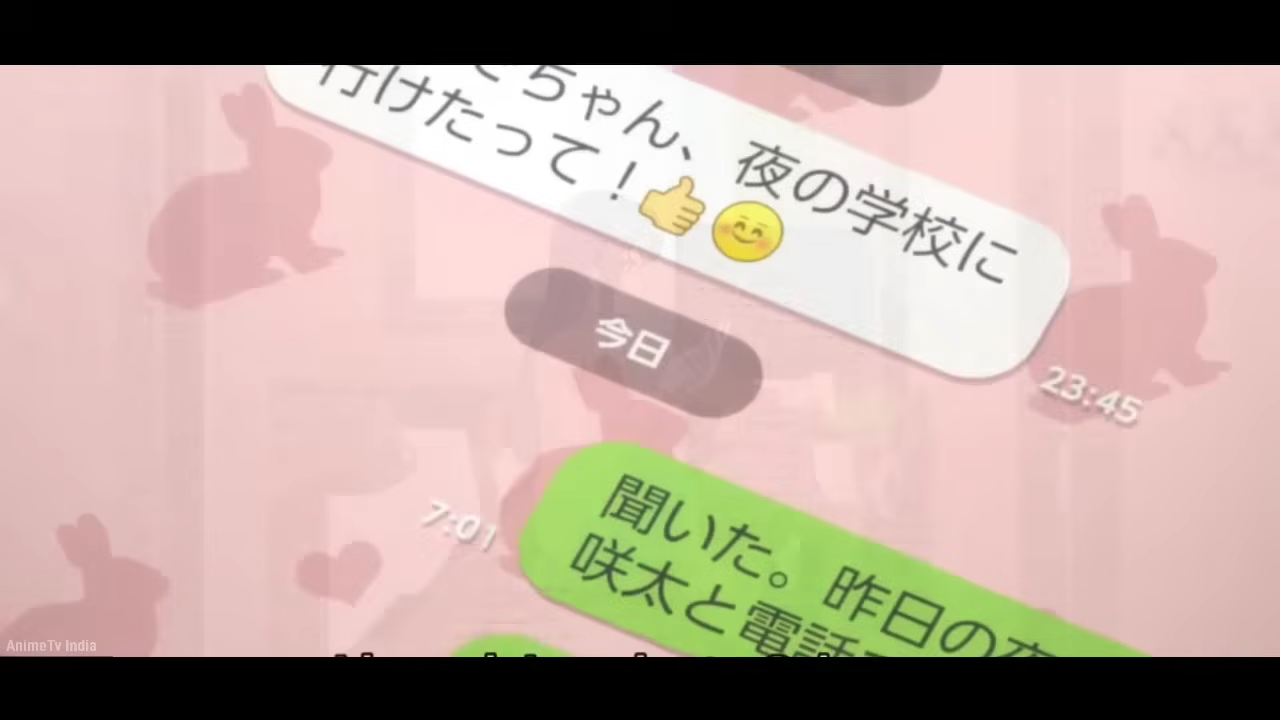 ちゃん、夜の学校に
行けたって！👍😊
23:45
今日
7:01
聞いた。昨日の夜
咲太と電話
AnimeTv India